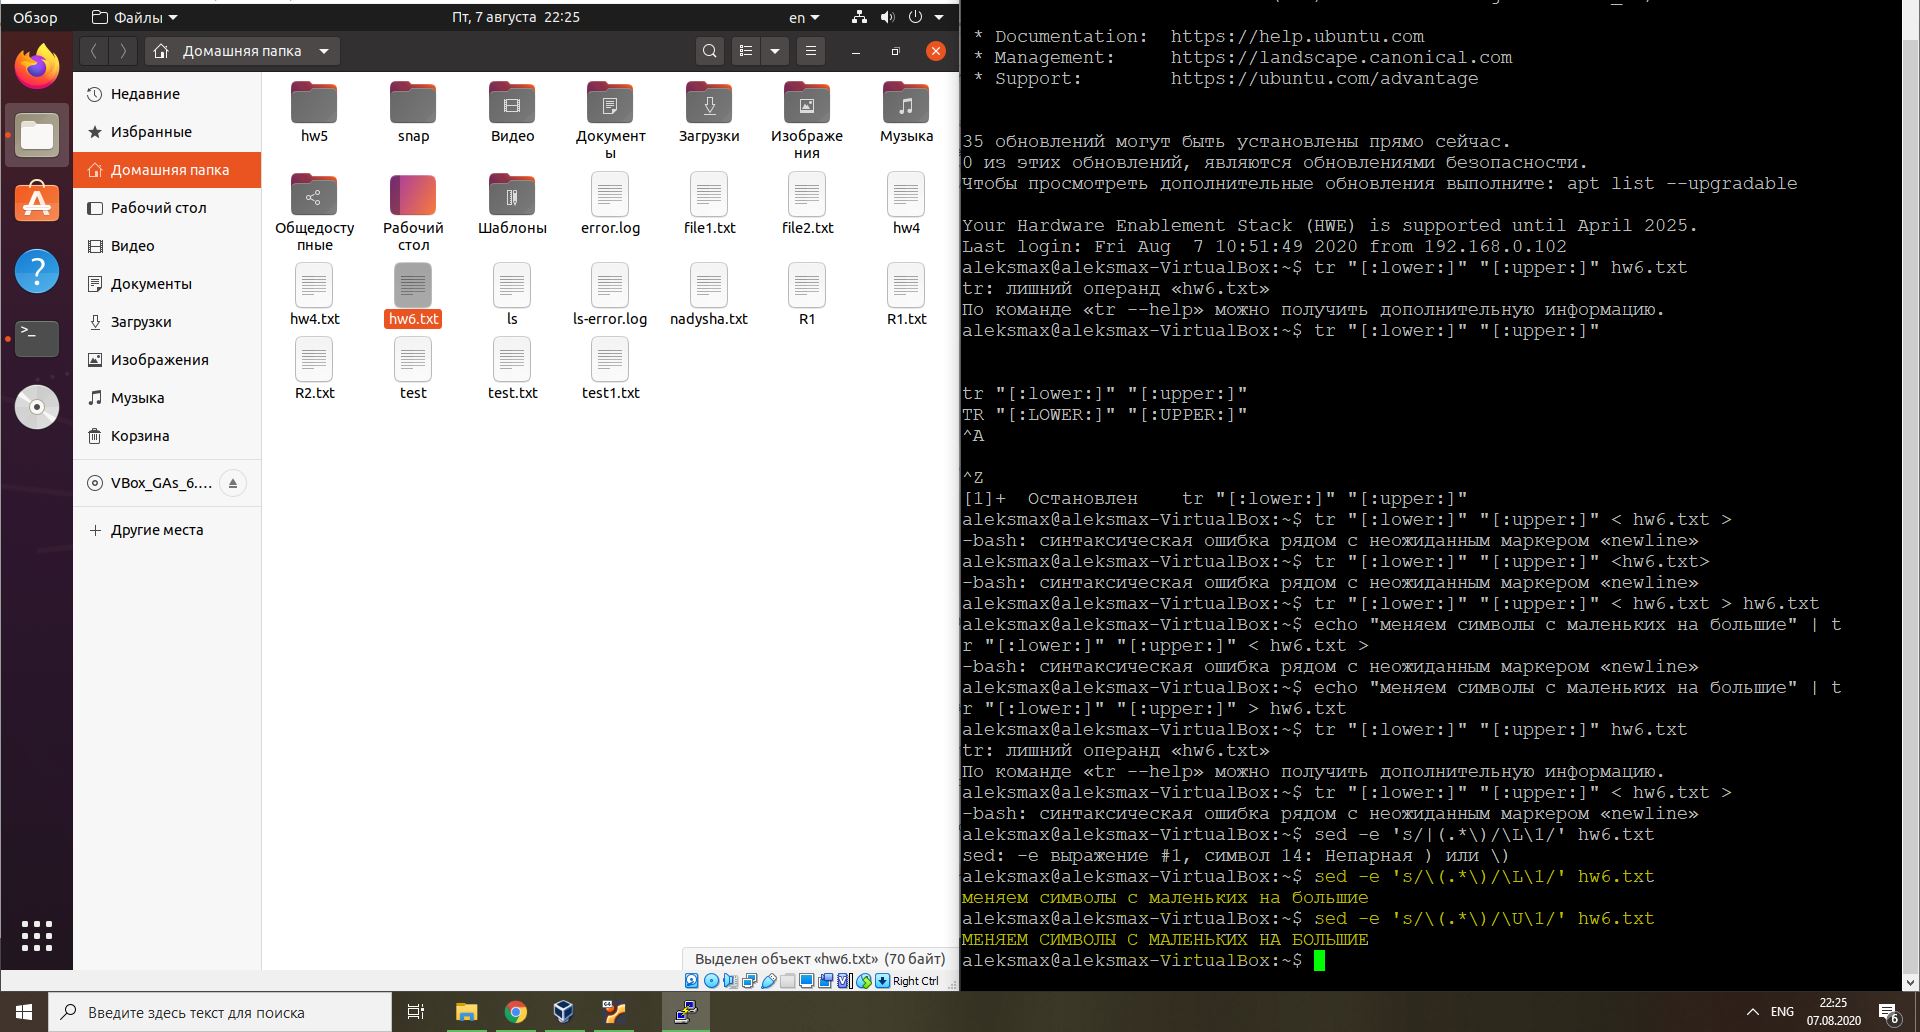 Обзор
Файлы
Пт, 7 августа 22:25
en
Домашняя папка
Недавние
Избранные
Домашняя папка
Рабочий стол
Видео
Документы
Загрузки
Изображения
Музыка
Корзина
VBox_GAs_6....
Другие места
hw5
snap
Видео
Документ
ы
Загрузки
Изображе
ния
Музыка
Общедосту
пные
Рабочий
стол
Шаблоны
error.log
file1.txt
file2.txt
hw4
hw4.txt
hw6.txt
ls
ls-error.log
nadysha.txt
R1
R1.txt
R2.txt
test
test.txt
test1.txt
Выделен объект «hw6.txt» (70 байт)
Right Ctrl
* Documentation: https://help.ubuntu.com
* Management: https://landscape.canonical.com
* Support: https://ubuntu.com/advantage
35 обновлений могут быть установлены прямо сейчас.
0 из этих обновлений, являются обновлениями безопасности.
Чтобы просмотреть дополнительные обновления выполните: apt list --upgradable
Your Hardware Enablement Stack (HWE) is supported until April 2025.
Last login: Fri Aug 7 10:51:49 2020 from 192.168.0.102
aleksmax@aleksmax-VirtualBox:~$ tr "[:lower:]" "[:upper:]" hw6.txt
tr: лишний операнд «hw6.txt»
По команде «tr --help» можно получить дополнительную информацию.
aleksmax@aleksmax-VirtualBox:~$ tr "[:lower:]" "[:upper:]"
tr "[:lower:]" "[:upper:]"
TR "[:LOWER:]" "[:UPPER:]"
^A
^Z
[1]+ Остановлен tr "[:lower:]" "[:upper:]"
aleksmax@aleksmax-VirtualBox:~$ tr "[:lower:]" "[:upper:]" < hw6.txt >
-bash: синтаксическая ошибка рядом с неожиданным маркером «newline»
aleksmax@aleksmax-VirtualBox:~$ tr "[:lower:]" "[:upper:]" <hw6.txt>
-bash: синтаксическая ошибка рядом с неожиданным маркером «newline»
aleksmax@aleksmax-VirtualBox:~$ tr "[:lower:]" "[:upper:]" < hw6.txt > hw6.txt
aleksmax@aleksmax-VirtualBox:~$ echo "меняем символы с маленьких на большие" | t
r "[:lower:]" "[:upper:]" < hw6.txt >
-bash: синтаксическая ошибка рядом с неожиданным маркером «newline»
aleksmax@aleksmax-VirtualBox:~$ echo "меняем символы с маленьких на большие" | t
r "[:lower:]" "[:upper:]" > hw6.txt
aleksmax@aleksmax-VirtualBox:~$ tr "[:lower:]" "[:upper:]" hw6.txt
tr: лишний операнд «hw6.txt»
По команде «tr --help» можно получить дополнительную информацию.
aleksmax@aleksmax-VirtualBox:~$ tr "[:lower:]" "[:upper:]" < hw6.txt >
-bash: синтаксическая ошибка рядом с неожиданным маркером «newline»
aleksmax@aleksmax-VirtualBox:~$ sed -e 's/|(.*\)/\L\1/' hw6.txt
sed: -e выражение #1, символ 14: Непарная ) или \)
aleksmax@aleksmax-VirtualBox:~$ sed -e 's/\(.*\)/\L\1/' hw6.txt
меняем символы с маленьких на большие
aleksmax@aleksmax-VirtualBox:~$ sed -e 's/\(.*\)/\U\1/' hw6.txt
МЕНЯЕМ СИМВОЛЫ С МАЛЕНЬКИХ НА БОЛЬШИЕ
aleksmax@aleksmax-VirtualBox:~$
Введите здесь текст для поиска
ENG
22:25
07.08.2020
6